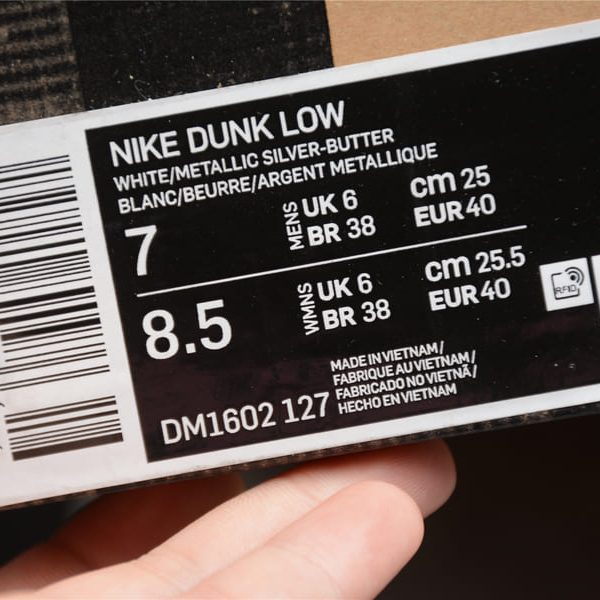 NIKE DUNK LOW
WHITE/METALLIC SILVER-BUTTER
BLANC/BEURRE/ARGENT METALLIQUE
7 MENS UK 6 cm 25
BR 38 EUR 40
8.5 WMNS UK 6 cm 25.5
BR 38 EUR 40
RFID
MADE IN VIETNAM/
FABRIQUE AU VIETNAM/
FABRICADO NO VIETNÃ/
DM1602 127 HECHO EN VIETNAM